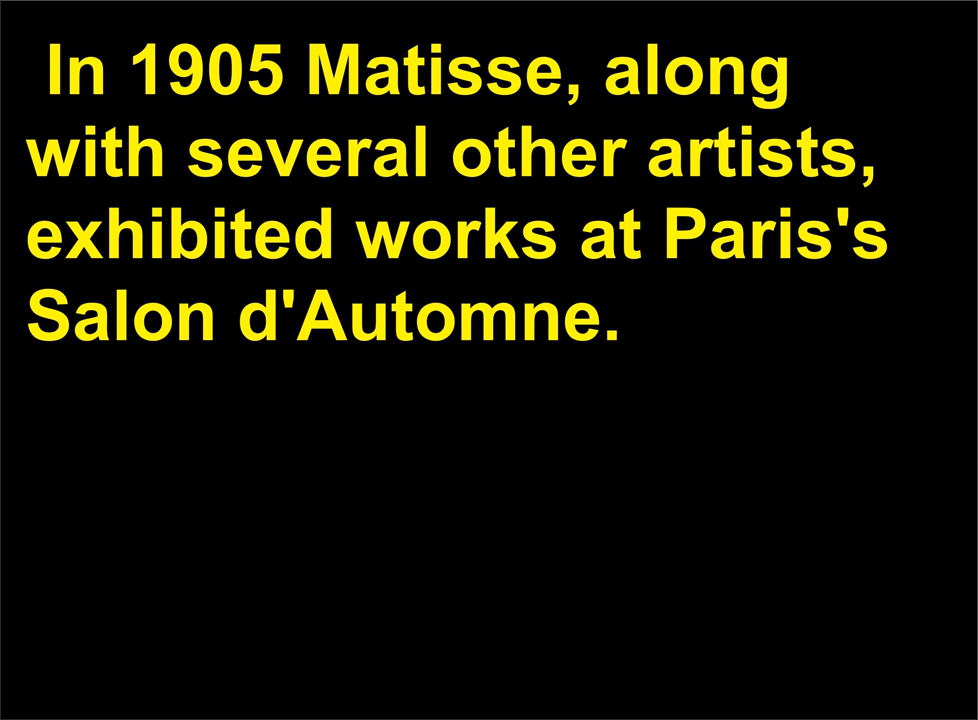 In 1905 Matisse, along
with several other artists,
exhibited works at Paris's
Salon d'Automne.